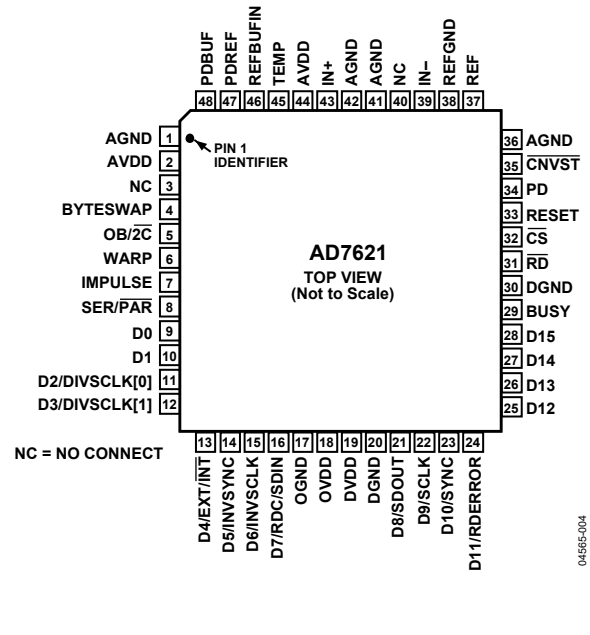 PDBUF
PDREF
REFBUFIN
TEMP
AVDD
IN+
AGND
AGND
NC
IN–
REFGND
REF
48 47 46 45 44 43 42 41 40 39 38 37
AGND 1
AVDD 2
NC 3
BYTESWAP 4
OB/2C̅ 5
WARP 6
IMPULSE 7
SER/P̅A̅R̅ 8
D0 9
D1 10
D2/DIVSCLK[0] 11
D3/DIVSCLK[1] 12
PIN 1
IDENTIFIER
AD7621
TOP VIEW
(Not to Scale)
36 AGND
35 C̅N̅V̅S̅T̅
34 PD
33 RESET
32 C̅S̅
31 R̅D̅
30 DGND
29 BUSY
28 D15
27 D14
26 D13
25 D12
13 14 15 16 17 18 19 20 21 22 23 24
D4/EXT/I̅N̅T̅
D5/INVSYNC
D6/INVSCLK
D7/RDC/SDIN
OGND
OVDD
DVDD
DGND
D8/SDOUT
D9/SCLK
D10/SYNC
D11/RDERROR
NC = NO CONNECT
04565-004